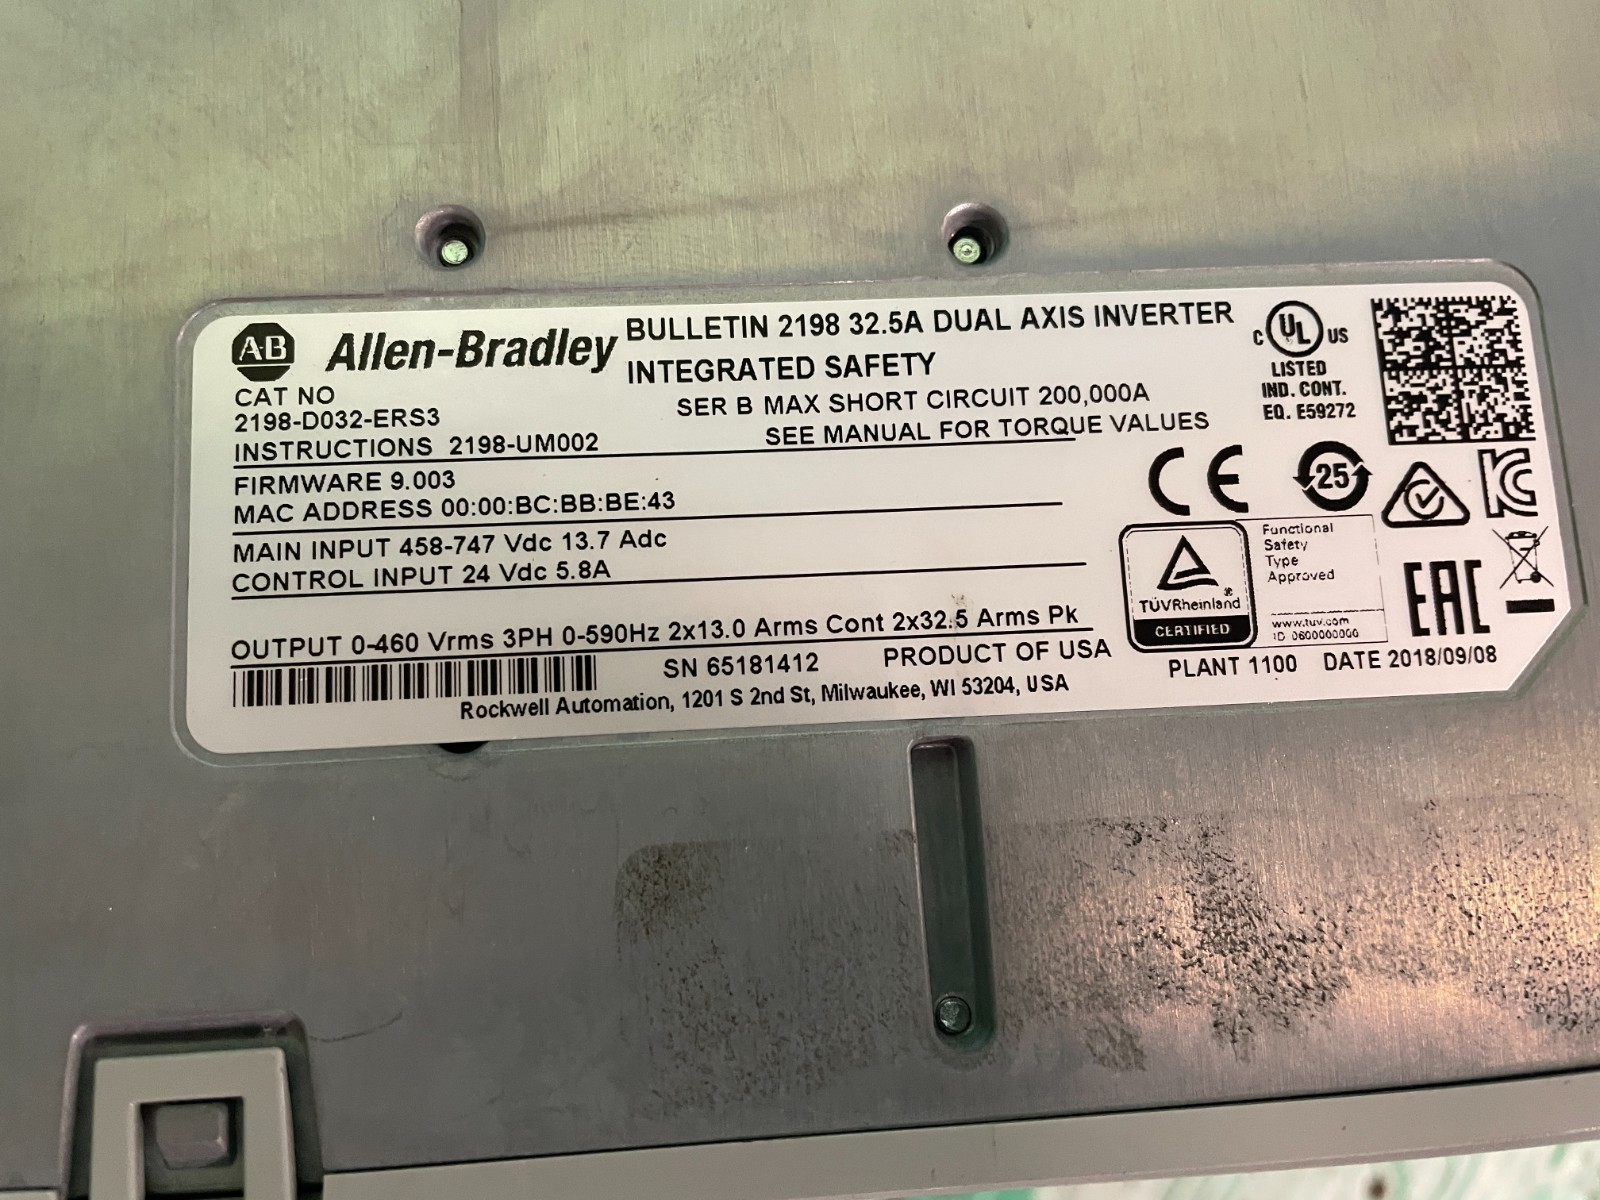 AB Allen-Bradley
BULLETIN 2198 32.5A DUAL AXIS INVERTER
INTEGRATED SAFETY
CAT NO
2198-D032-ERS3
SER B MAX SHORT CIRCUIT 200,000A
INSTRUCTIONS 2198-UM002
SEE MANUAL FOR TORQUE VALUES
FIRMWARE 9.003
MAC ADDRESS 00:00:BC:BB:BE:43
MAIN INPUT 458-747 Vdc 13.7 Adc
CONTROL INPUT 24 Vdc 5.8A
OUTPUT 0-460 Vrms 3PH 0-590Hz 2x13.0 Arms Cont 2x32.5 Arms Pk
SN 65181412
PRODUCT OF USA
Rockwell Automation, 1201 S 2nd St, Milwaukee, WI 53204, USA
C UL US
LISTED
IND. CONT.
EQ. E59272
CE
25
KC
TÜVRheinland
CERTIFIED
Functional
Safety
Type
Approved
www.tuv.com
ID 0600000000
EAC
PLANT 1100 DATE 2018/09/08